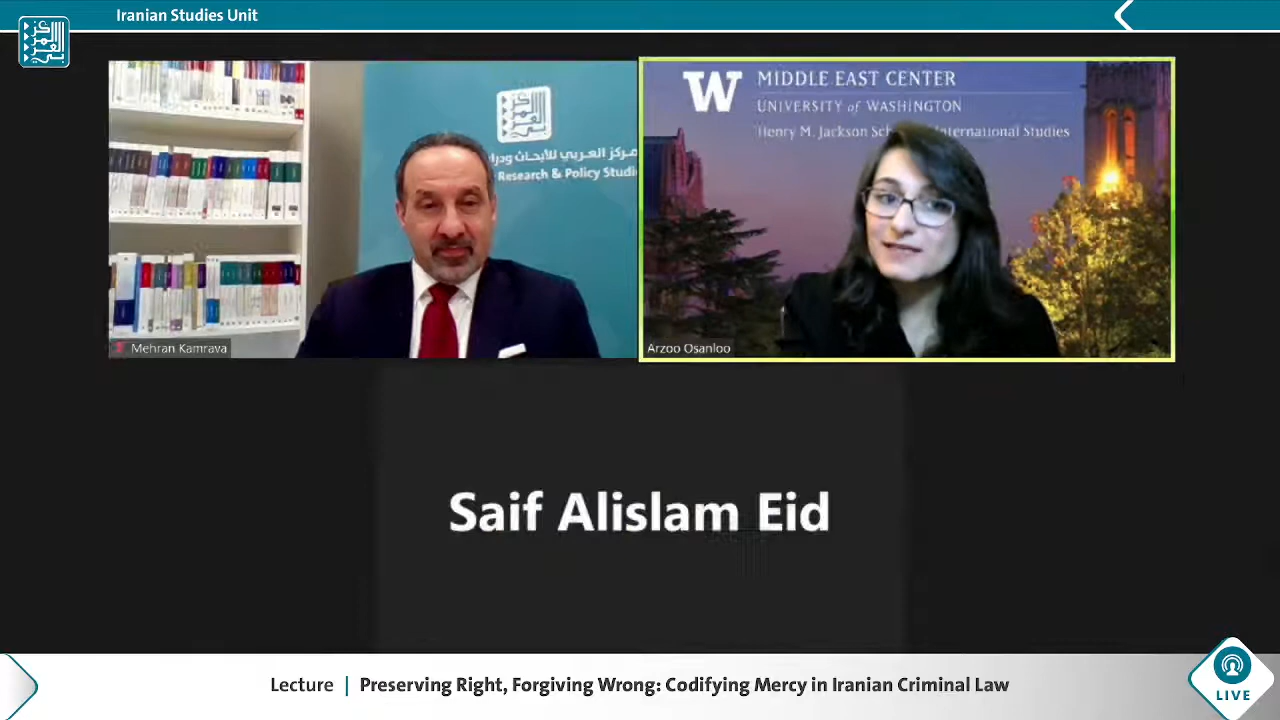 Iranian Studies Unit
مركز العربي للأبحاث ودرا
Research & Policy Studi
Mehran Kamrava
W MIDDLE EAST CENTER
UNIVERSITY of WASHINGTON
Henry M. Jackson Sch International Studies
Arzoo Osanloo
Saif Alislam Eid
Lecture | Preserving Right, Forgiving Wrong: Codifying Mercy in Iranian Criminal Law
LIVE